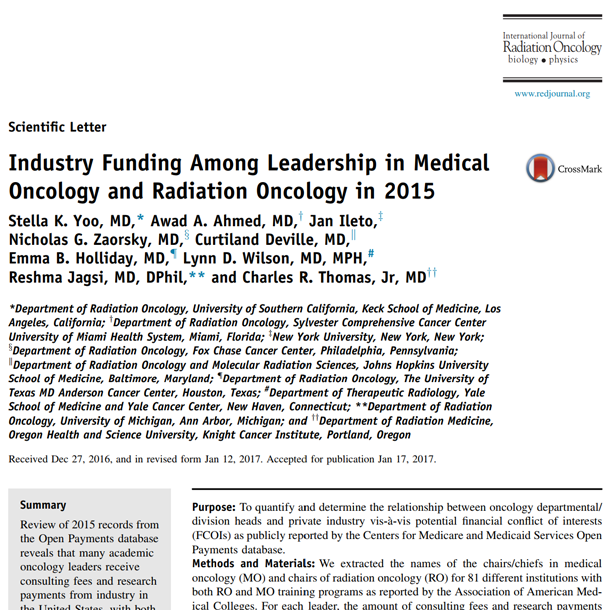 International Journal of
Radiation Oncology
biology • physics
www.redjournal.org
Scientific Letter
Industry Funding Among Leadership in Medical
Oncology and Radiation Oncology in 2015
CrossMark
Stella K. Yoo, MD,* Awad A. Ahmed, MD,† Jan Ileto,‡
Nicholas G. Zaorsky, MD,§ Curtiland Deville, MD,‖
Emma B. Holliday, MD,¶ Lynn D. Wilson, MD, MPH,#
Reshma Jagsi, MD, DPhil,** and Charles R. Thomas, Jr, MD††
*Department of Radiation Oncology, University of Southern California, Keck School of Medicine, Los
Angeles, California; †Department of Radiation Oncology, Sylvester Comprehensive Cancer Center
University of Miami Health System, Miami, Florida; ‡New York University, New York, New York;
§Department of Radiation Oncology, Fox Chase Cancer Center, Philadelphia, Pennsylvania;
‖Department of Radiation Oncology and Molecular Radiation Sciences, Johns Hopkins University
School of Medicine, Baltimore, Maryland; ¶Department of Radiation Oncology, The University of
Texas MD Anderson Cancer Center, Houston, Texas; #Department of Therapeutic Radiology, Yale
School of Medicine and Yale Cancer Center, New Haven, Connecticut; **Department of Radiation
Oncology, University of Michigan, Ann Arbor, Michigan; and ††Department of Radiation Medicine,
Oregon Health and Science University, Knight Cancer Institute, Portland, Oregon
Received Dec 27, 2016, and in revised form Jan 12, 2017. Accepted for publication Jan 17, 2017.
Summary
Review of 2015 records from
the Open Payments database
reveals that many academic
oncology leaders receive
consulting fees and research
payments from industry in
the United States, with both
Purpose: To quantify and determine the relationship between oncology departmental/
division heads and private industry vis-à-vis potential financial conflict of interests
(FCOIs) as publicly reported by the Centers for Medicare and Medicaid Services Open
Payments database.
Methods and Materials: We extracted the names of the chairs/chiefs in medical
oncology (MO) and chairs of radiation oncology (RO) for 81 different institutions with
both RO and MO training programs as reported by the Association of American Med-
ical Colleges. For each leader, the amount of consulting fees and research payments